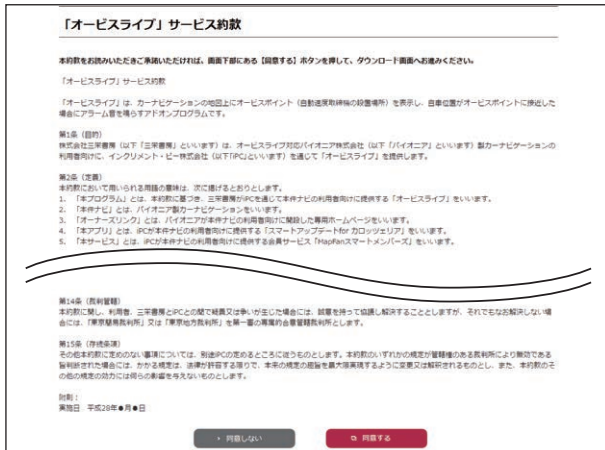 「オービスライブ」サービス約款
本約款をお読みいただきご承諾いただければ、画面下部にある【同意する】ボタンを押して、ダウンロード画面へお進みください。
「オービスライブ」サービス約款
「オービスライブ」は、カーナビゲーションの地図上にオービスポイント（自動速度取締機の設置場所）を表示し、自車位置がオービスポイントに接近した
場合にアラーム音を鳴らすアドオンプログラムです。
第1条（目的）
株式会社三栄書房（以下「三栄書房」といいます）は、オービスライブ対応パイオニア株式会社（以下「パイオニア」といいます）製カーナビゲーションの
利用者向けに、インクリメント・ピー株式会社（以下｢iPC｣といいます）を通じて「オービスライブ」を提供します。
第2条（定義）
本約款において用いられる用語の意味は、次に掲げるとおりとします。
1. 「本プログラム」とは、本約款に基づき、三栄書房がiPCを通じて本件ナビの利用者向けに提供する「オービスライブ」をいいます。
2. 「本件ナビ」とは、パイオニア製カーナビゲーションをいいます。
3. 「オーナーズリンク」とは、パイオニアが本件ナビの利用者向けに開設した専用ホームページをいいます。
4. 「本アプリ」とは、iPCが本件ナビの利用者向けに提供する「スマートアップデートfor カロッツェリア」をいいます。
5. 「本サービス」とは、iPCが本件ナビの利用者向けに提供する会員サービス「MapFanスマートメンバーズ」をいいます。
第14条（裁判管轄）
本約款に関し、利用者、三栄書房とiPCとの間で疑義又は争いが生じた場合には、誠意を持って協議し解決することとしますが、それでもなお解決しない場
合には、「東京簡易裁判所」又は「東京地方裁判所」を第一審の専属的合意管轄裁判所とします。
第15条（存続条項）
その他本約款に定めのない事項については、別途iPCの定めるところに従うものとします。本約款のいずれかの規定が管轄権のある裁判所により無効である
旨判断された場合には、かかる規定は、法律が許容する限りで、本来の規定の趣旨を最大限実現するように変更又は解釈されるものとし、また、本約款のそ
の他の規定の効力には何らの影響を与えないものとします。
附則：
実施日 平成28年●月●日
同意しない 同意する